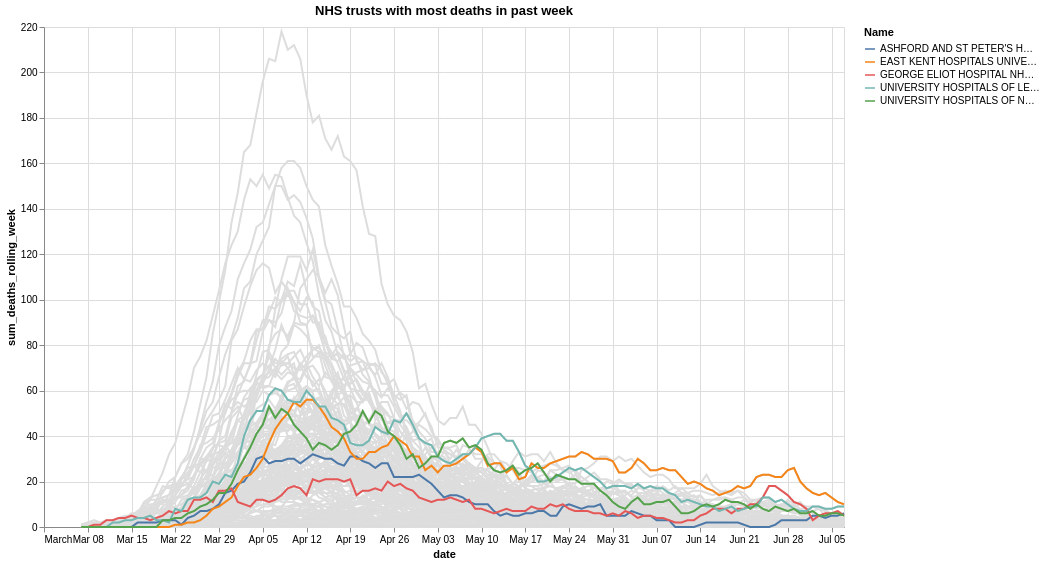 NHS trusts with most deaths in past week
Name
ASHFORD AND ST PETER'S H...
EAST KENT HOSPITALS UNIVE...
GEORGE ELIOT HOSPITAL NH...
UNIVERSITY HOSPITALS OF LE...
UNIVERSITY HOSPITALS OF N...
sum_deaths_rolling_week
220
200
180
160
140
120
100
80
60
40
20
0
March Mar 08 Mar 15 Mar 22 Mar 29 Apr 05 Apr 12 Apr 19 Apr 26 May 03 May 10 May 17 May 24 May 31 Jun 07 Jun 14 Jun 21 Jun 28 Jul 05
date